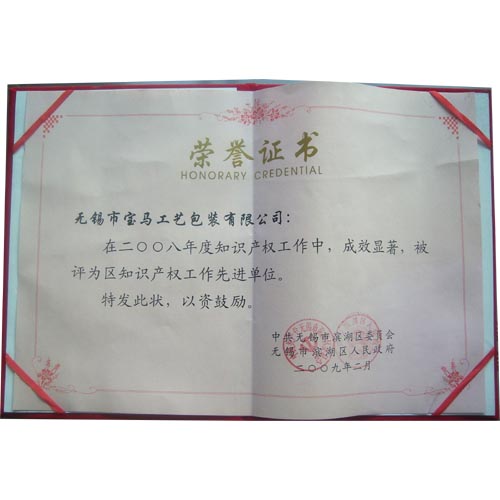 荣誉证书
HONORARY CREDENTIAL
无锡市宝马工艺包装有限公司：
在二〇〇八年度知识产权工作中，成效显著，被
评为区知识产权工作先进单位。
特发此状，以资鼓励。
中共无锡市滨湖区委员会
无锡市滨湖区人民政府
二〇〇九年二月